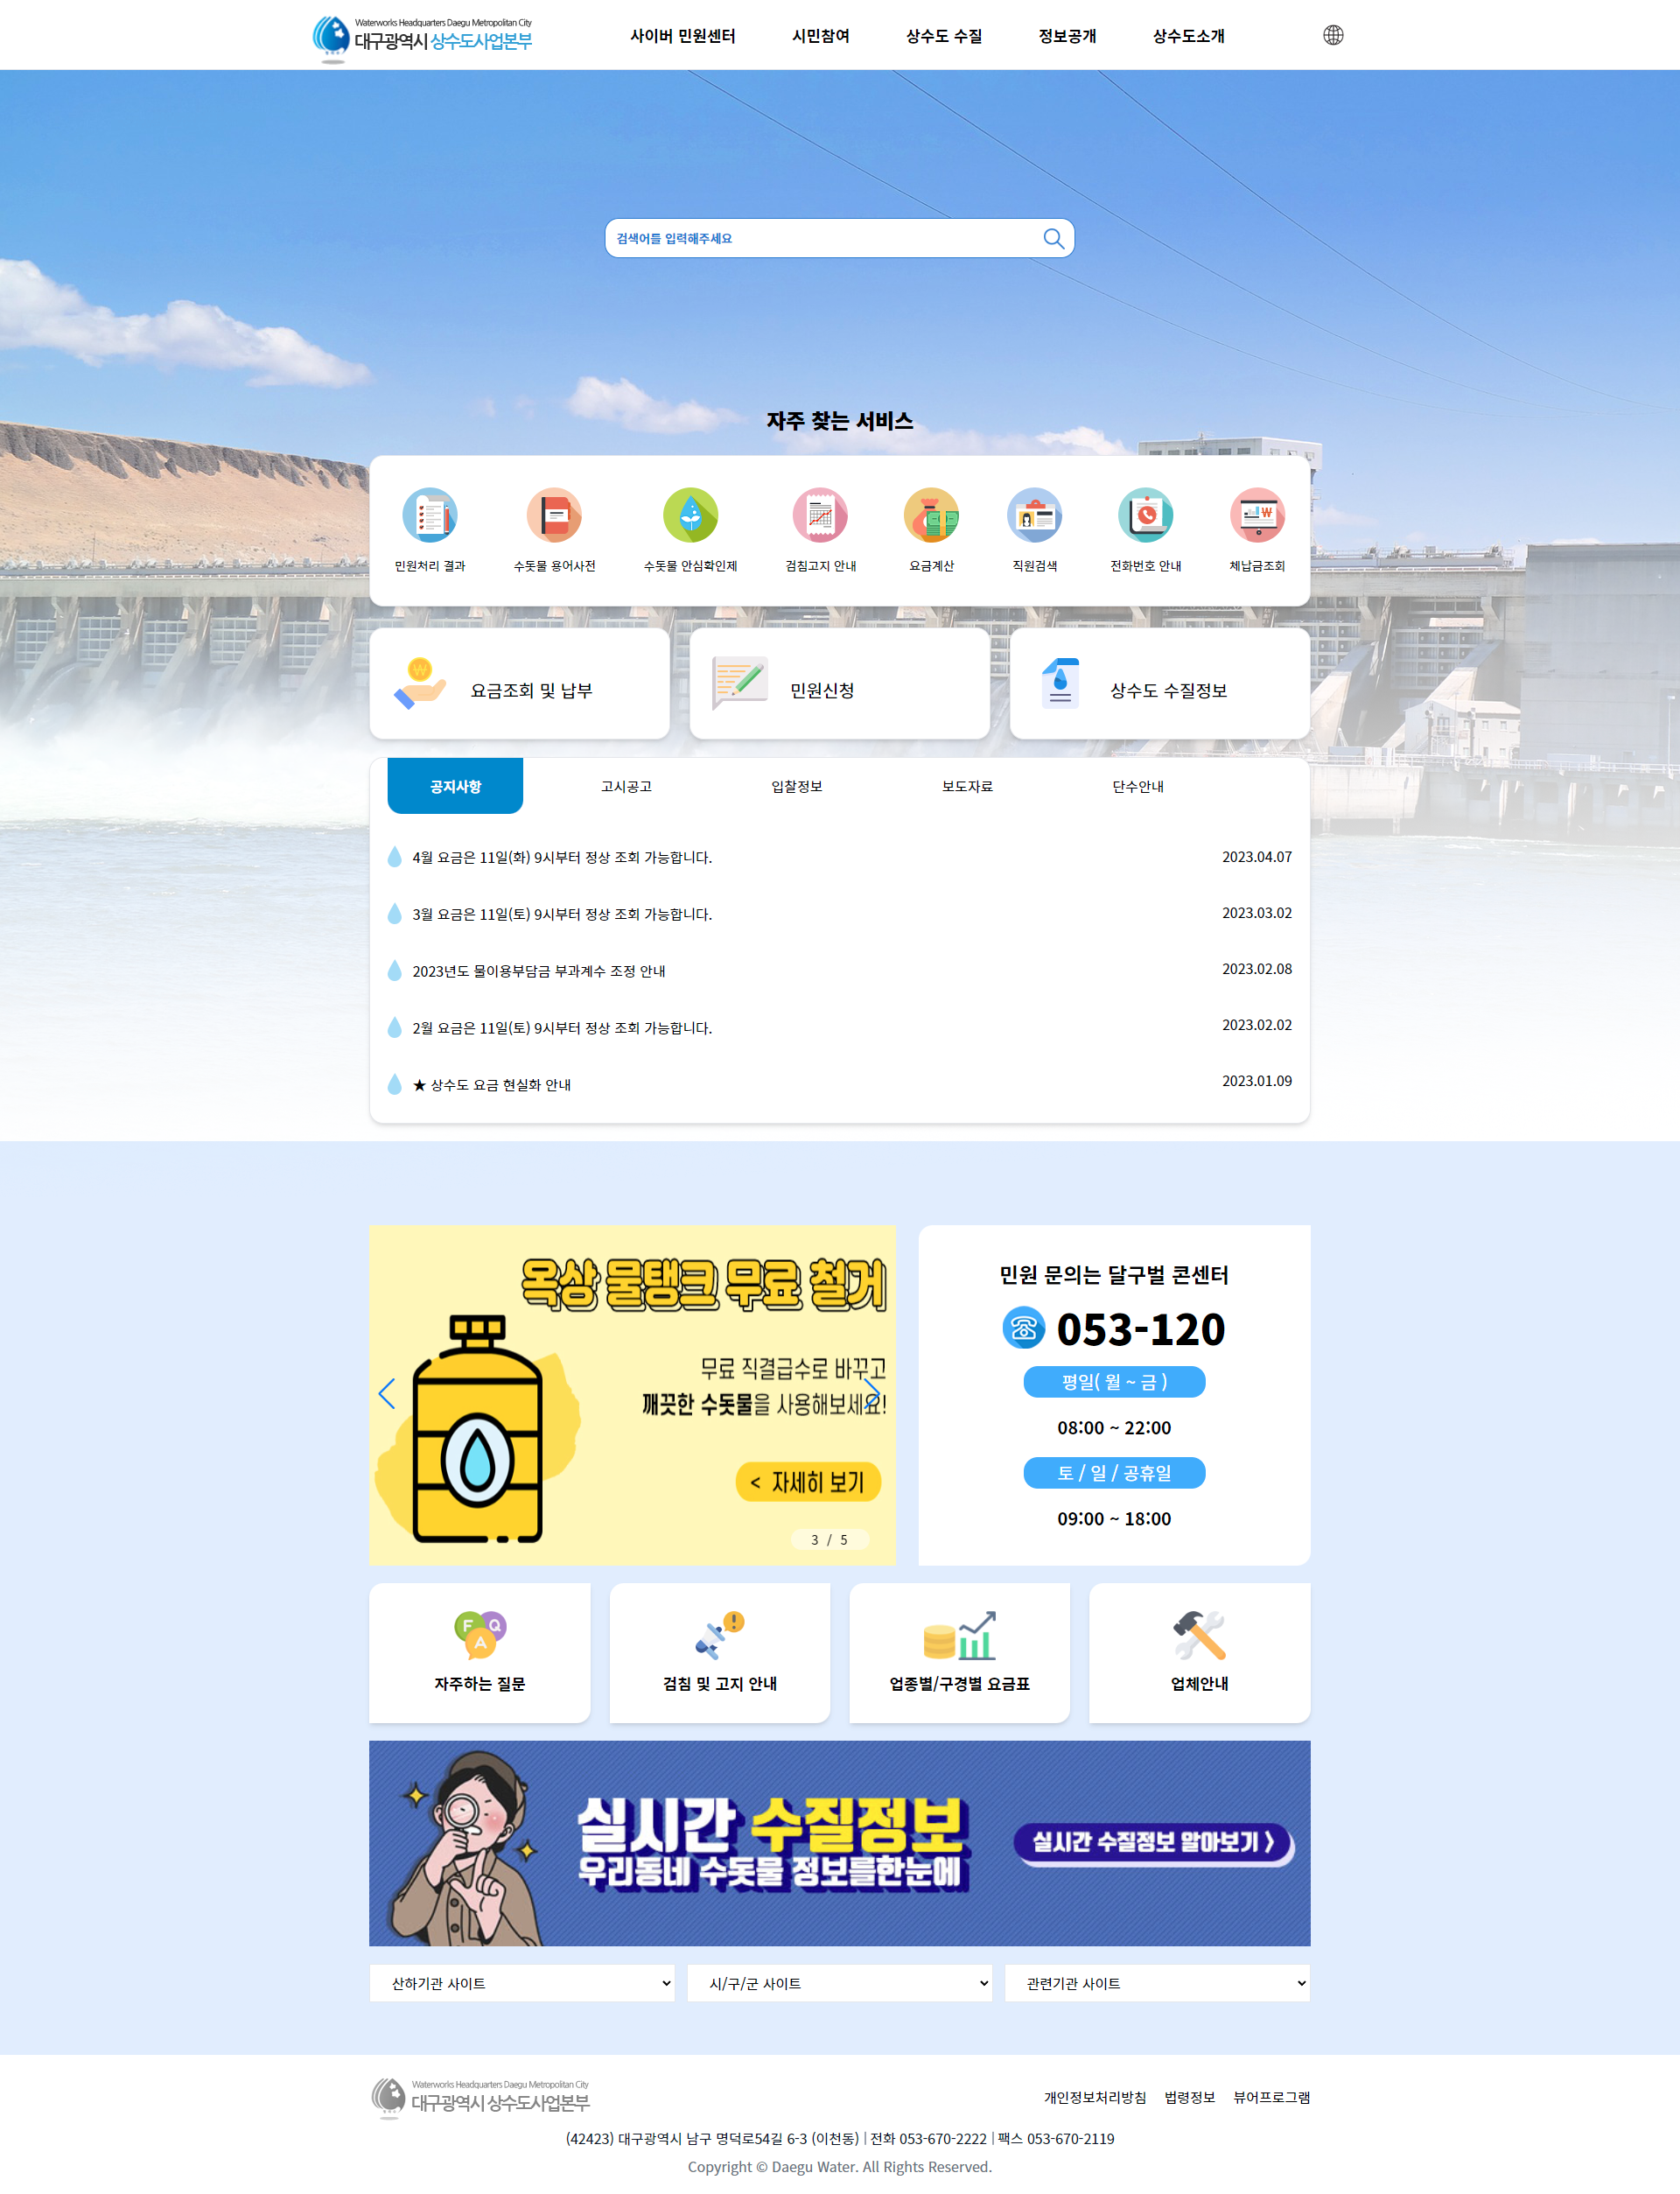 Waterworks Headquarters Daegu Metropolitan City
대구광역시 상수도사업본부
사이버 민원센터
시민참여
상수도 수질
정보공개
상수도소개
검색어를 입력해주세요
자주 찾는 서비스
민원처리 결과
수돗물 용어사전
수돗물 안심확인제
검침고지 안내
요금계산
직원검색
전화번호 안내
체납금조회
요금조회 및 납부
민원신청
상수도 수질정보
공지사항
고시공고
입찰정보
보도자료
단수안내
4월 요금은 11일(화) 9시부터 정상 조회 가능합니다.
2023.04.07
3월 요금은 11일(토) 9시부터 정상 조회 가능합니다.
2023.03.02
2023년도 물이용부담금 부과계수 조정 안내
2023.02.08
2월 요금은 11일(토) 9시부터 정상 조회 가능합니다.
2023.02.02
★ 상수도 요금 현실화 안내
2023.01.09
옥상 물탱크 무료 철거
무료 직결급수로 바꾸고
깨끗한 수돗물을 사용해보세요!
< 자세히 보기
3 / 5
민원 문의는 달구벌 콘센터
053-120
평일( 월 ~ 금 )
08:00 ~ 22:00
토 / 일 / 공휴일
09:00 ~ 18:00
F Q A
자주하는 질문
검침 및 고지 안내
업종별/구경별 요금표
업체안내
실시간 수질정보
우리동네 수돗물 정보를한눈에
실시간 수질정보 알아보기 〉
산하기관 사이트
시/구/군 사이트
관련기관 사이트
Waterworks Headquarters Daegu Metropolitan City
대구광역시 상수도사업본부
개인정보처리방침
법령정보
뷰어프로그램
(42423) 대구광역시 남구 명덕로54길 6-3 (이천동) | 전화 053-670-2222 | 팩스 053-670-2119
Copyright © Daegu Water. All Rights Reserved.